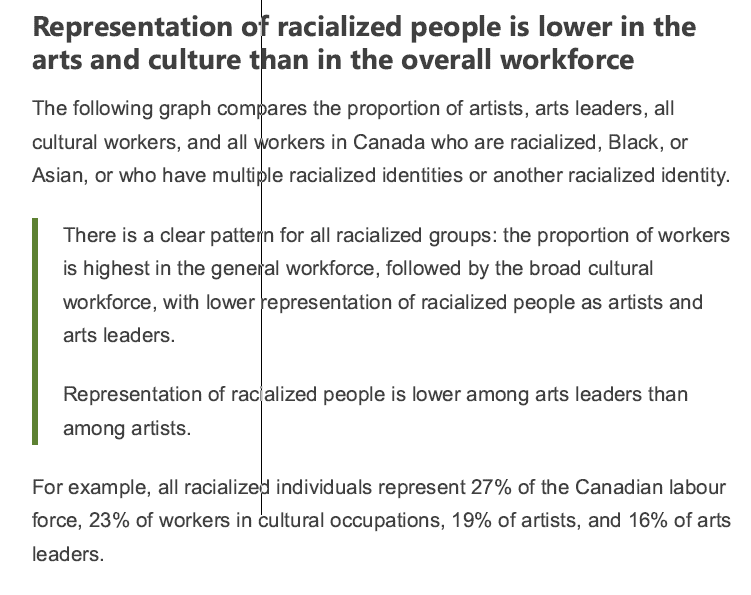 Representation of racialized people is lower in the
arts and culture than in the overall workforce
The following graph compares the proportion of artists, arts leaders, all
cultural workers, and all workers in Canada who are racialized, Black, or
Asian, or who have multiple racialized identities or another racialized identity.
There is a clear pattern for all racialized groups: the proportion of workers
is highest in the general workforce, followed by the broad cultural
workforce, with lower representation of racialized people as artists and
arts leaders.
Representation of racialized people is lower among arts leaders than
among artists.
For example, all racialized individuals represent 27% of the Canadian labour
force, 23% of workers in cultural occupations, 19% of artists, and 16% of arts
leaders.